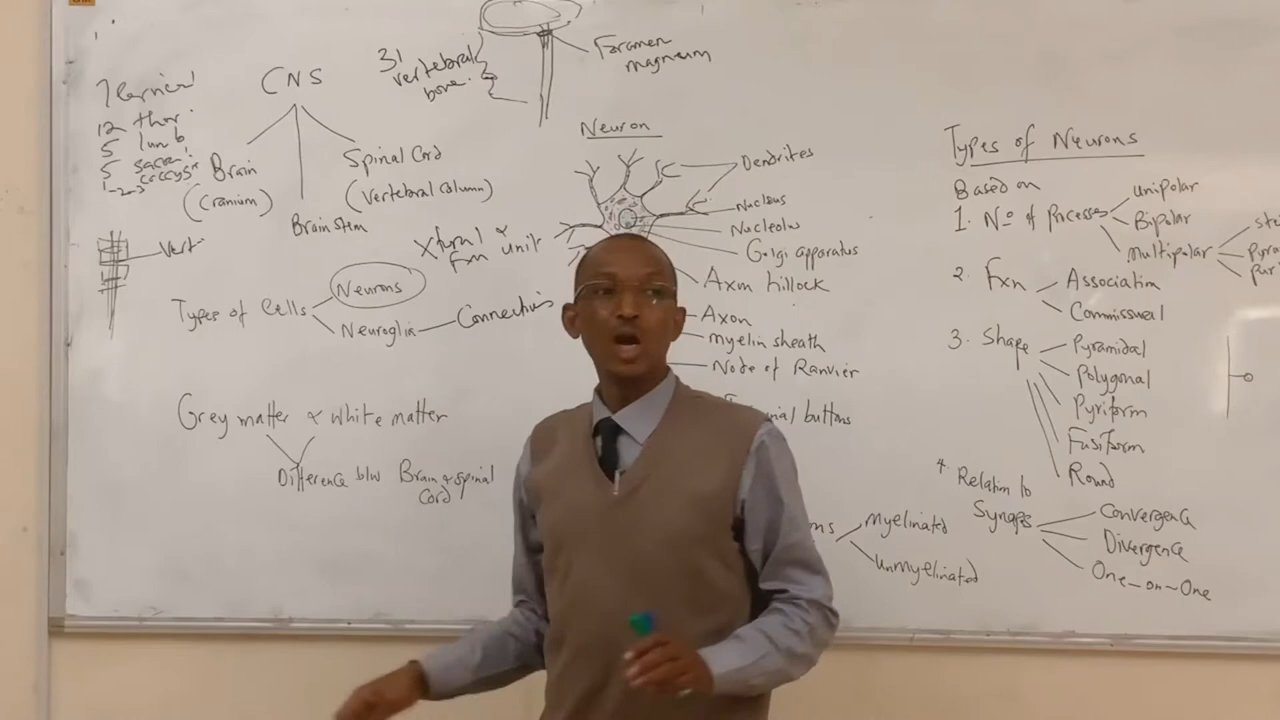 7 Cervical
12 thor.
5 lumb
5 sacral
1-2-3 coccyx
CNS
Brain
(Cranium)
Brain stem
Spinal Cord
(Vertebral column)
31
vertebral
bone.
Foramen
magnum
Vert
Types of Cells
Neurons
Neuroglia
Connection
Xtural &
Fxn unit
Grey matter & White matter
Difference b/w Brain & spinal
Cord
Neuron
Dendrites
Nucleus
Nucleolus
Golgi apparatus
Axon hillock
Axon
myelin sheath
Node of Ranvier
buttons
Myelinated
Unmyelinated
Types of Neurons
Based on
1. No of processes
unipolar
Bipolar
Multipolar
2. Fxn
Association
Commissural
3. Shape
Pyramidal
Polygonal
Pyriform
Fusiform
Round
4. Relation to
Synapse
Convergence
Divergence
One-on-One